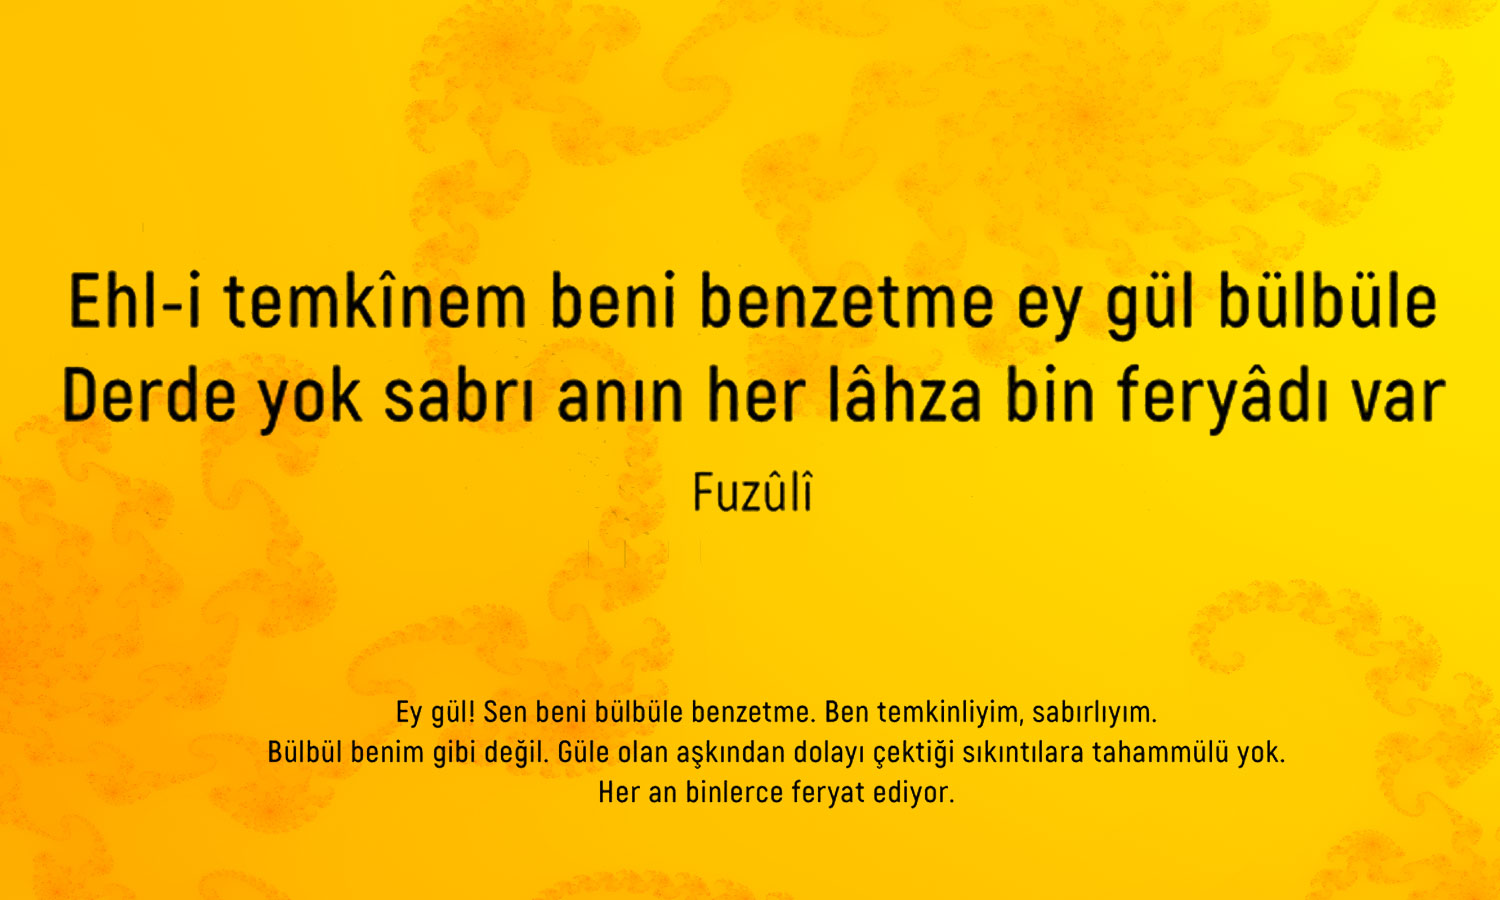 Ehl-i temkînem beni benzetme ey gül bülbüle
Derde yok sabrı anın her lâhza bin feryâdı var
Fuzûlî
Ey gül! Sen beni bülbüle benzetme. Ben temkinliyim, sabırlıyım.
Bülbül benim gibi değil. Güle olan aşkından dolayı çektiği sıkıntılara tahammülü yok.
Her an binlerce feryat ediyor.